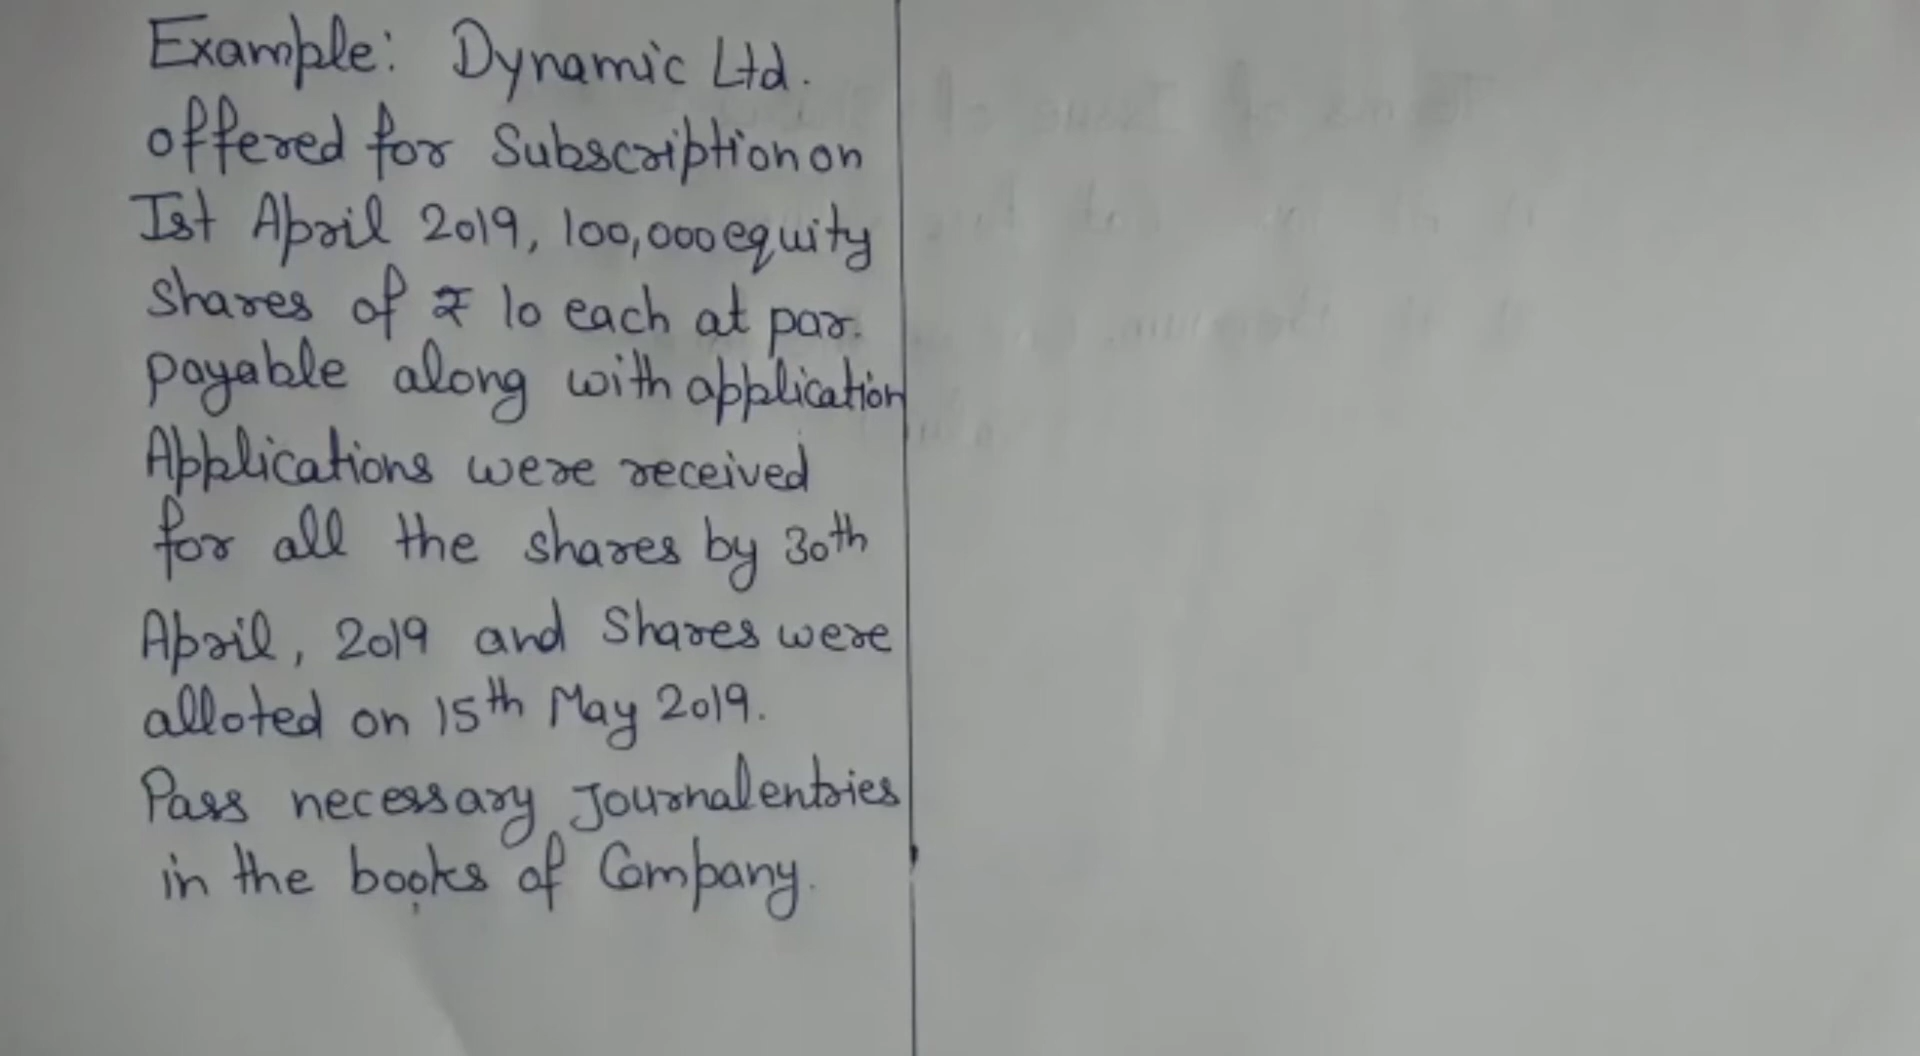 Example: Dynamic Ltd.
offered for Subscription on
Ist April 2019, 100,000 equity
Shares of ₹ 10 each at par.
payable along with application
Applications were received
for all the shares by 30th
April, 2019 and Shares were
alloted on 15th May 2019.
Pass necessary Journal entries
in the books of Company.